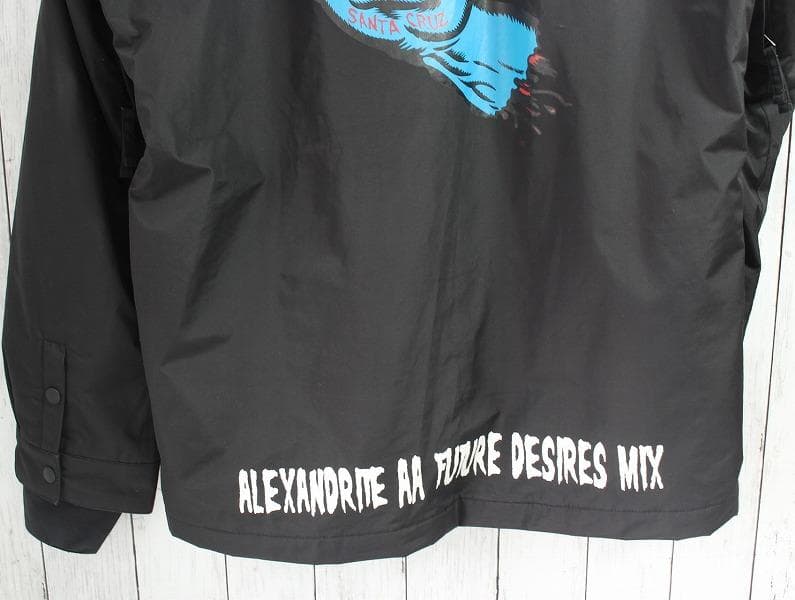 SANTA CRUZ
ALEXANDRITE AA FUTURE DESIRES MIX